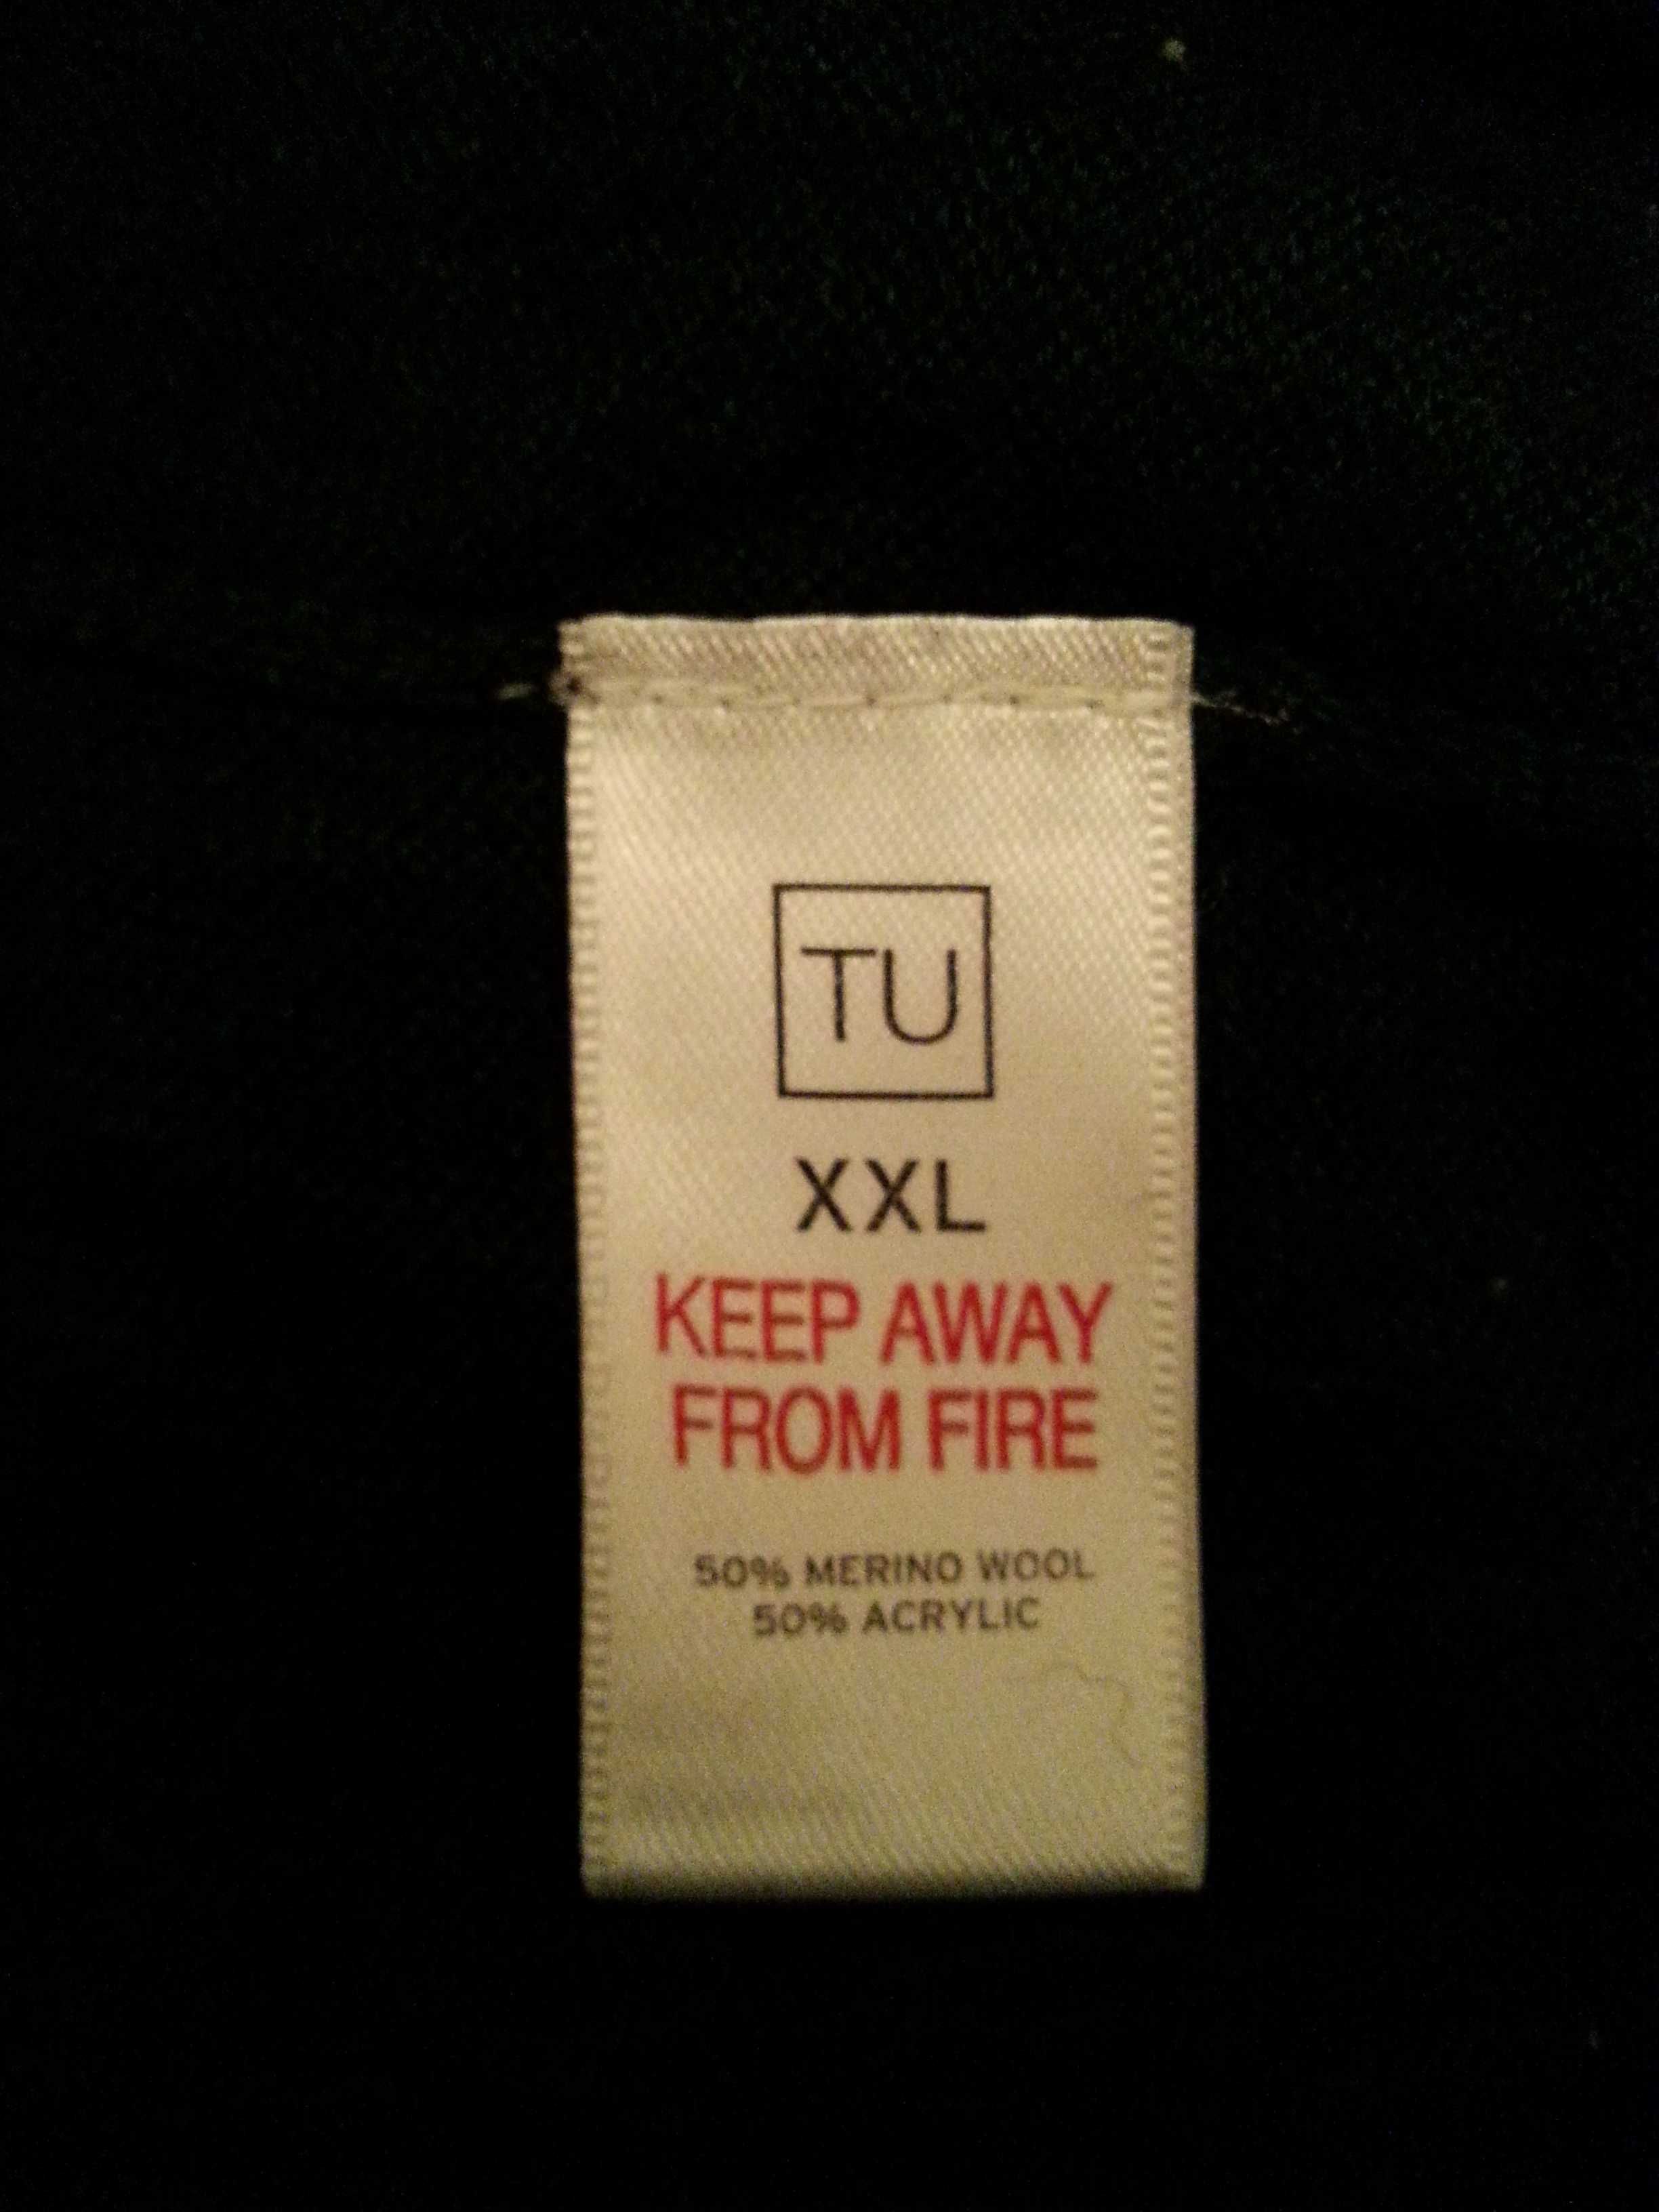 TU
XXL
KEEP AWAY
FROM FIRE
50% MERINO WOOL
50% ACRYLIC